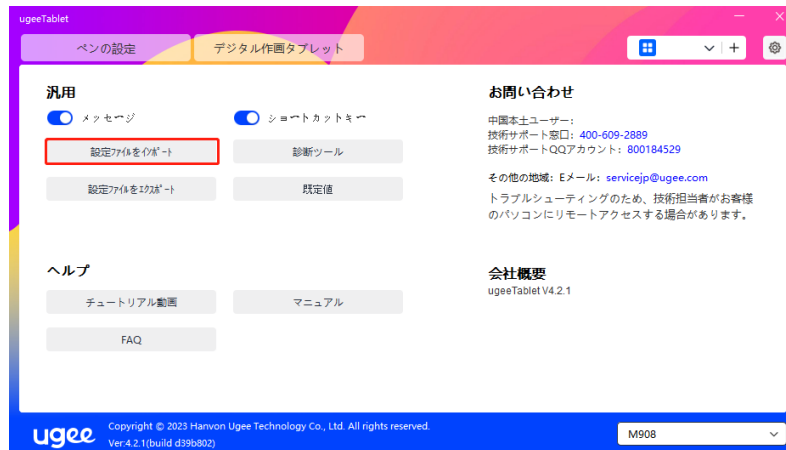 ugeeTablet
ペンの設定
デジタル作画タブレット
汎用
メッセージ
ショートカットキー
設定ファイルをインポート
診断ツール
設定ファイルをエクスポート
既定値
ヘルプ
チュートリアル動画
マニュアル
FAQ
お問い合わせ
中国本土ユーザー：
技術サポート窓口：400-609-2889
技術サポートQQアカウント：800184529
その他の地域：Eメール：servicejp@ugee.com
トラブルシューティングのため、技術担当者がお客様
のパソコンにリモートアクセスする場合があります。
会社概要
ugeeTablet V4.2.1
ugee
Copyright © 2023 Hanvon Ugee Technology Co., Ltd. All rights reserved.
Ver:4.2.1(build d39b802)
M908